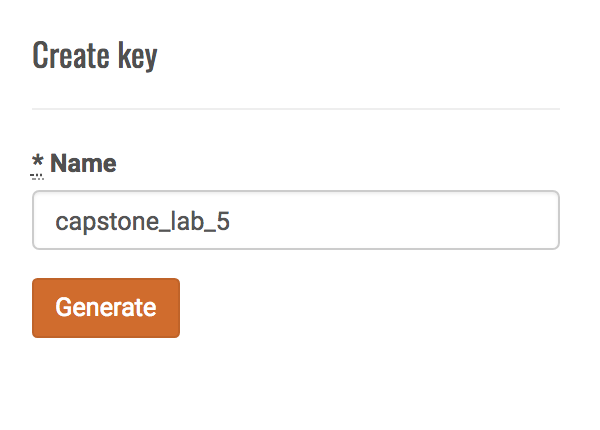 Create key
* Name
capstone_lab_5
Generate